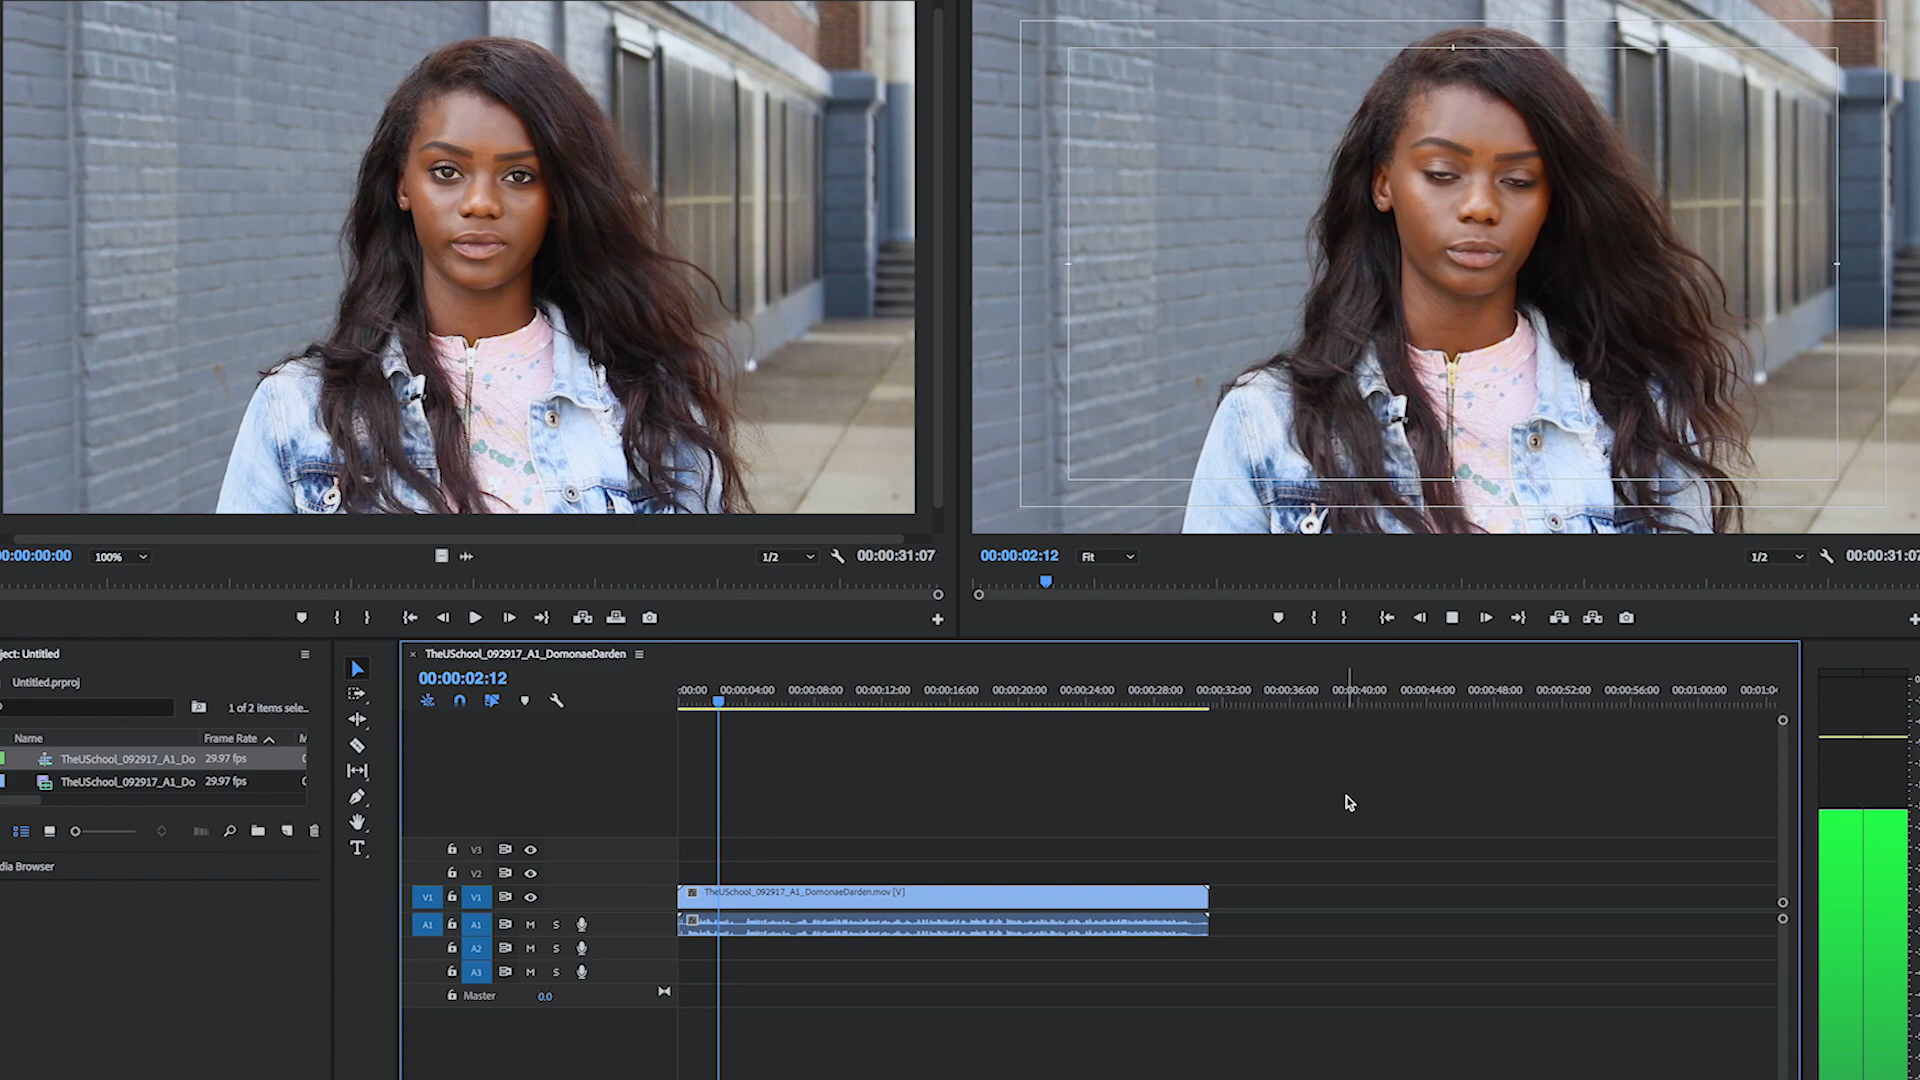 00:00:00:00 100% 1/2 00:00:31:07
00:00:02:12 Fit 1/2 00:00:31:07
ject: Untitled
Untitled.prproj
1 of 2 items sele...
Name Frame Rate M
TheUSchool_092917_A1_Do 29.97 fps
TheUSchool_092917_A1_Do 29.97 fps
dia Browser
× TheUSchool_092917_A1_DomonaeDarden
00:00:02:12
:00:00 00:00:04:00 00:00:08:00 00:00:12:00 00:00:16:00 00:00:20:00 00:00:24:00 00:00:28:00 00:00:32:00 00:00:36:00 00:00:40:00 00:00:44:00 00:00:48:00 00:00:52:00 00:00:56:00 00:01:00:00 00:01:04
V3
V2
V1 V1 TheUSchool_092917_A1_DomonaeDarden.mov [V]
A1 A1 M S
A2 M S
A3 M S
Master 0.0
T